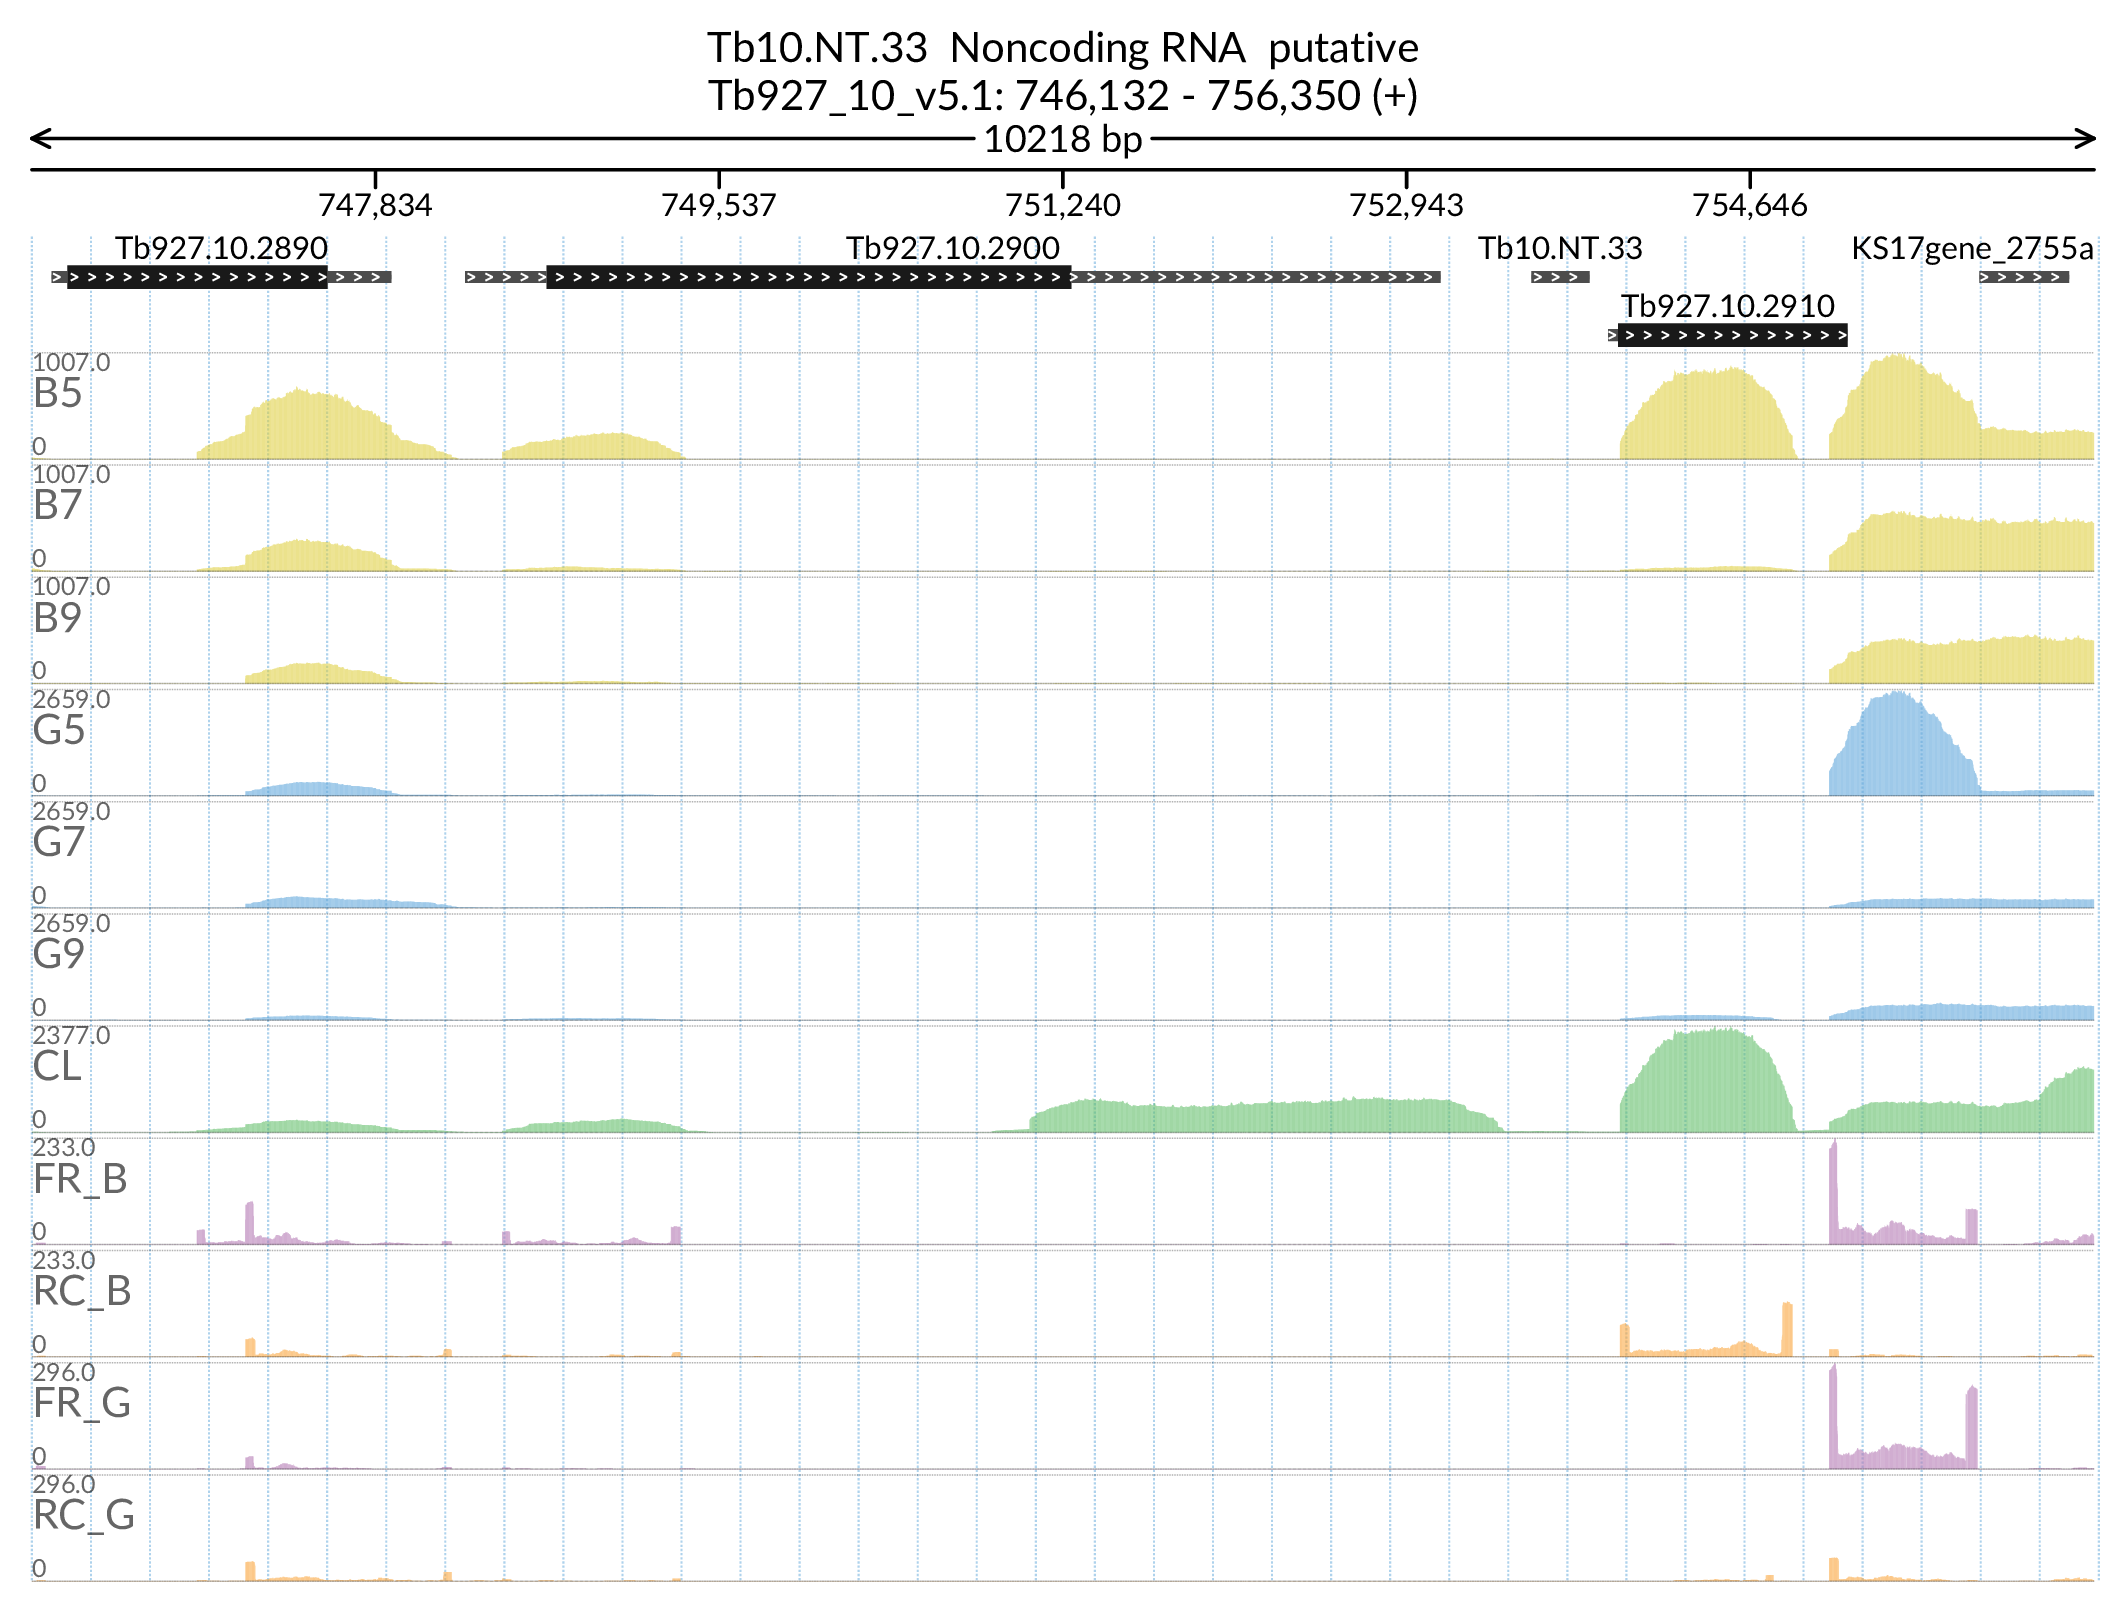 Tb10.NT.33 Noncoding RNA putative
Tb927_10_v5.1: 746,132 - 756,350 (+)
10218 bp
747,834 749,537 751,240 752,943 754,646
Tb927.10.2890 Tb927.10.2900 Tb10.NT.33 KS17gene_2755a
Tb927.10.2910
1007.0
B5
0
1007.0
B7
0
1007.0
B9
0
2659.0
G5
0
2659.0
G7
0
2659.0
G9
0
2377.0
CL
0
233.0
FR_B
0
233.0
RC_B
0
296.0
FR_G
0
296.0
RC_G
0